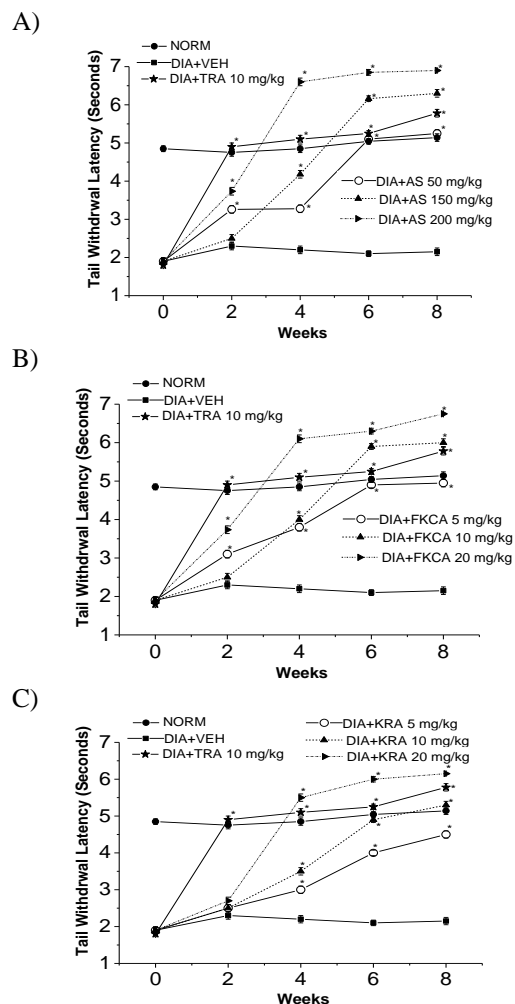 A)
NORM
DIA+VEH
DIA+TRA 10 mg/kg
Tail Withdrwal Latency (Seconds)
7
6
5
4
3
2
1
DIA+AS 50 mg/kg
DIA+AS 150 mg/kg
DIA+AS 200 mg/kg
0 2 4 6 8
Weeks
B)
NORM
DIA+VEH
DIA+TRA 10 mg/kg
Tail Withdrwal Latency (Seconds)
7
6
5
4
3
2
1
DIA+FKCA 5 mg/kg
DIA+FKCA 10 mg/kg
DIA+FKCA 20 mg/kg
0 2 4 6 8
Weeks
C)
NORM
DIA+VEH
DIA+TRA 10 mg/kg
DIA+KRA 5 mg/kg
DIA+KRA 10 mg/kg
DIA+KRA 20 mg/kg
Tail Withdrwal Latency (Seconds)
7
6
5
4
3
2
1
0 2 4 6 8
Weeks